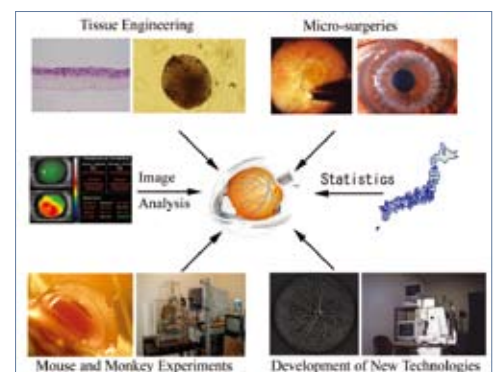 Tissue Engineering
Micro-surgeries
Image
Analysis
Statistics
Mouse and Monkey Experiments
Development of New Technologies